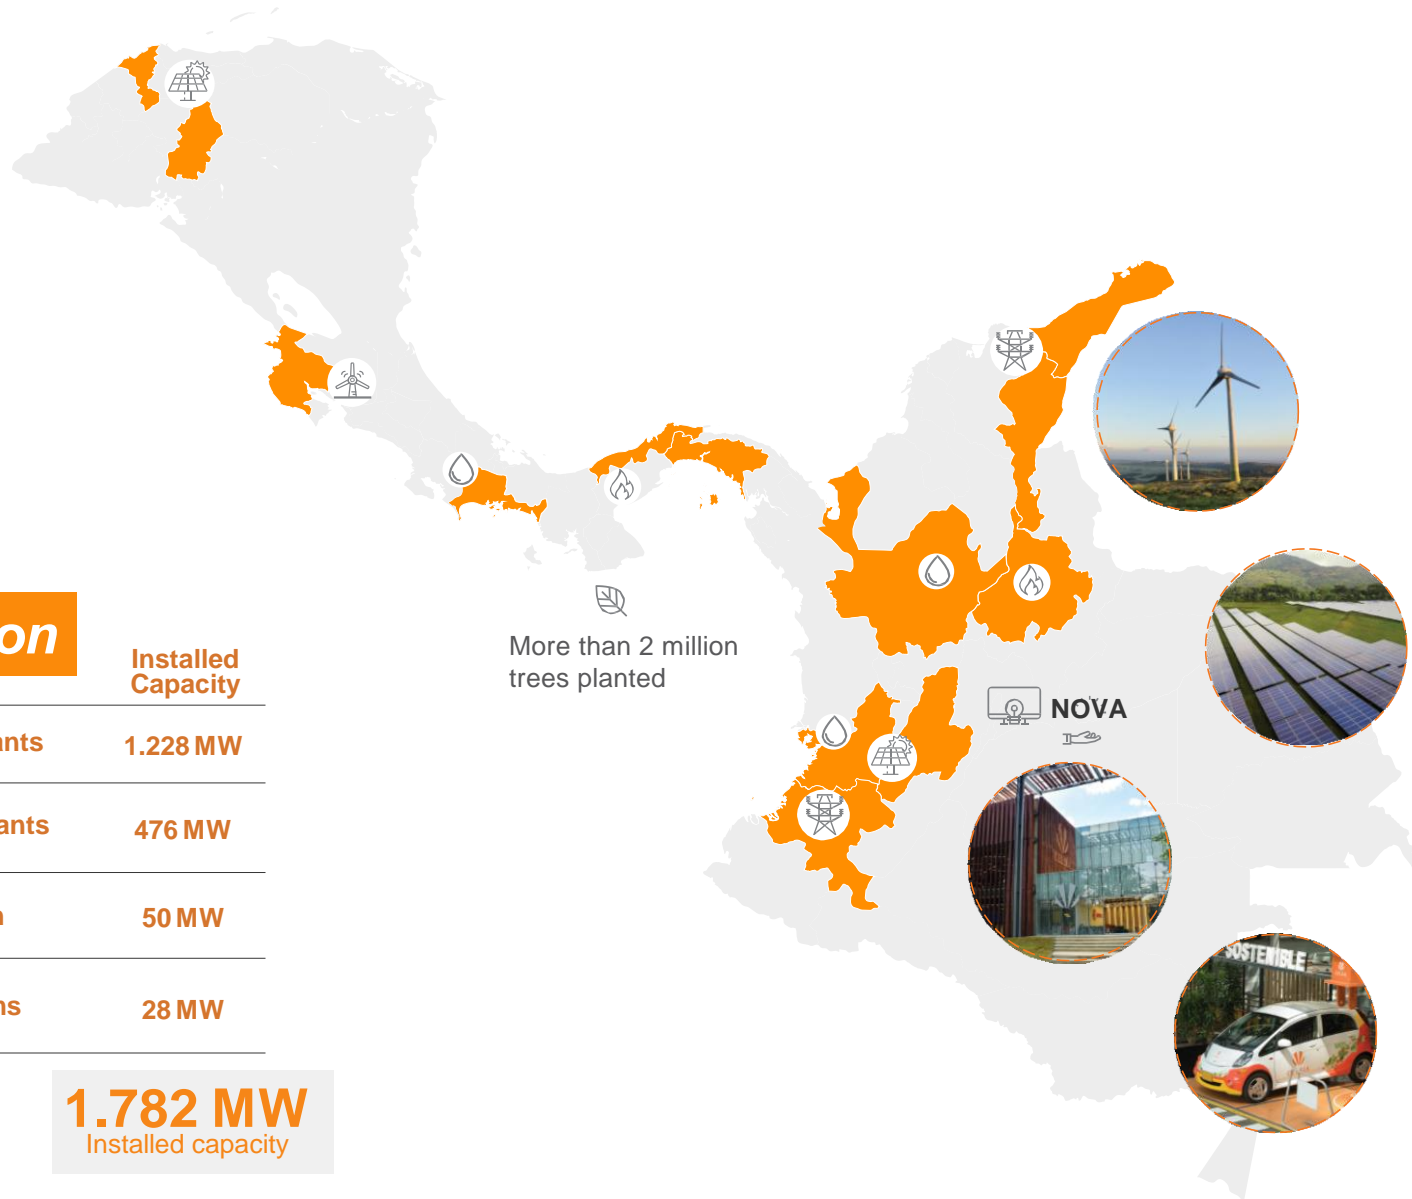 on
Installed
Capacity
ants
1.228 MW
ants
476 MW
n
50 MW
ns
28 MW
1.782 MW
Installed capacity
More than 2 million
trees planted
NOVA
SOSTENIBLE